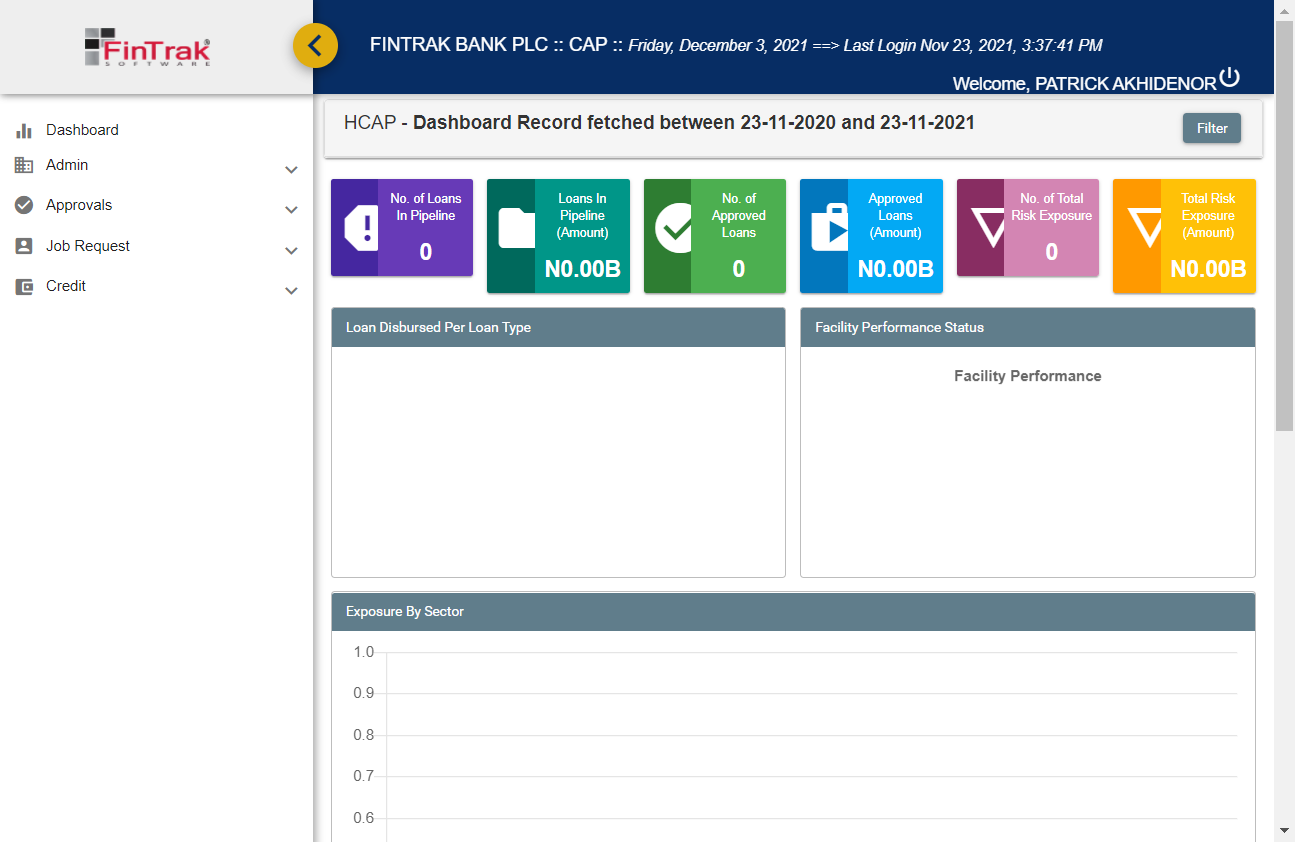 FinTrak®
SOFTWARE
FINTRAK BANK PLC :: CAP :: Friday, December 3, 2021 ==> Last Login Nov 23, 2021, 3:37:41 PM
Welcome, PATRICK AKHIDENOR
Dashboard
Admin
Approvals
Job Request
Credit
HCAP - Dashboard Record fetched between 23-11-2020 and 23-11-2021
Filter
No. of Loans
In Pipeline
0
Loans In
Pipeline
(Amount)
N0.00B
No. of
Approved
Loans
0
Approved
Loans
(Amount)
N0.00B
No. of Total
Risk Exposure
0
Total Risk
Exposure
(Amount)
N0.00B
Loan Disbursed Per Loan Type
Facility Performance Status
Facility Performance
Exposure By Sector
1.0
0.9
0.8
0.7
0.6